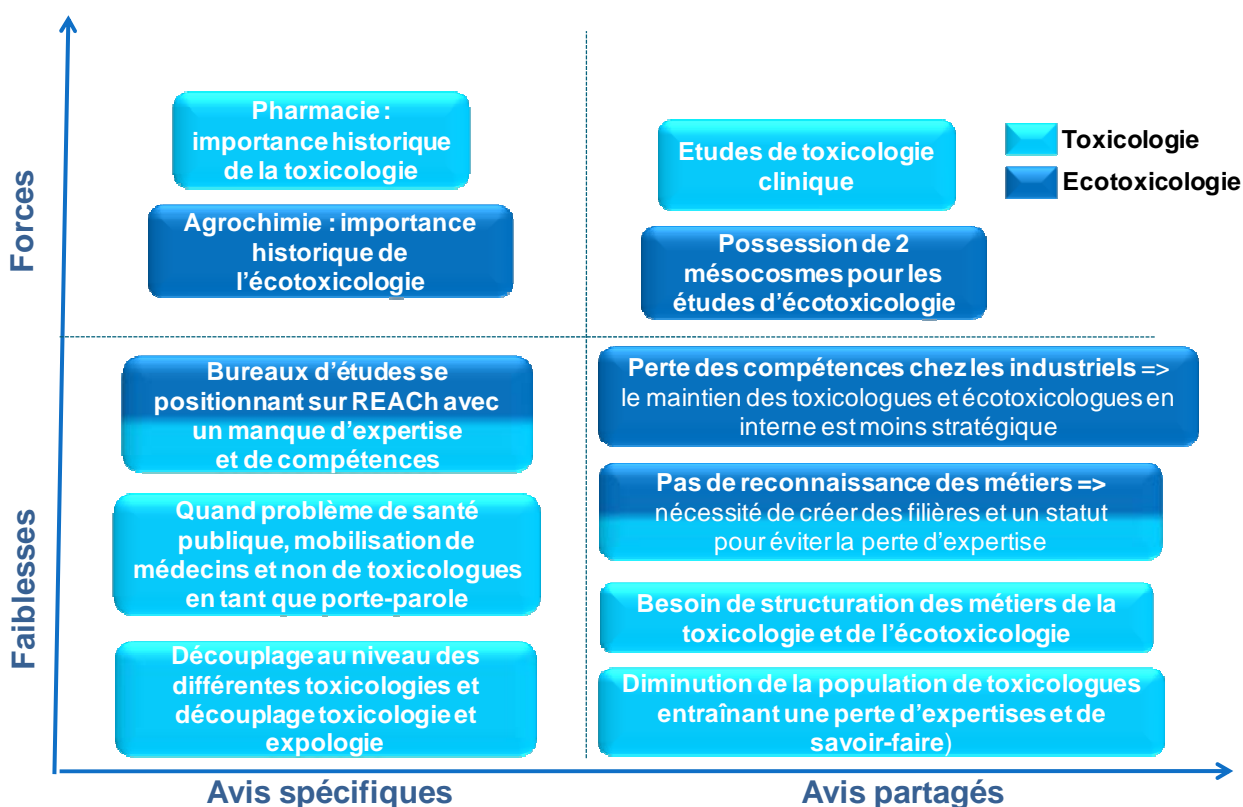 Pharmacie :
importance historique
de la toxicologie
Agrochimie : importance
historique de
l'écotoxicologie
Etudes de toxicologie
clinique
Possession de 2
mésocosmes pour les
études d'écotoxicologie
Toxicologie
Ecotoxicologie
Forces
Bureaux d'études se
positionnant sur REACh avec
un manque d'expertise
et de compétences
Quand problème de santé
publique, mobilisation de
médecins et non de toxicologues
en tant que porte-parole
Découplage au niveau des
différentes toxicologies et
découplage toxicologie et
expologie
Perte des compétences chez les industriels =>
le maintien des toxicologues et écotoxicologues en
interne est moins stratégique
Pas de reconnaissance des métiers =>
nécessité de créer des filières et un statut
pour éviter la perte d'expertise
Besoin de structuration des métiers de la
toxicologie et de l'écotoxicologie
Diminution de la population de toxicologues
entraînant une perte d'expertises et de
savoir-faire)
Faiblesses
Avis spécifiques
Avis partagés